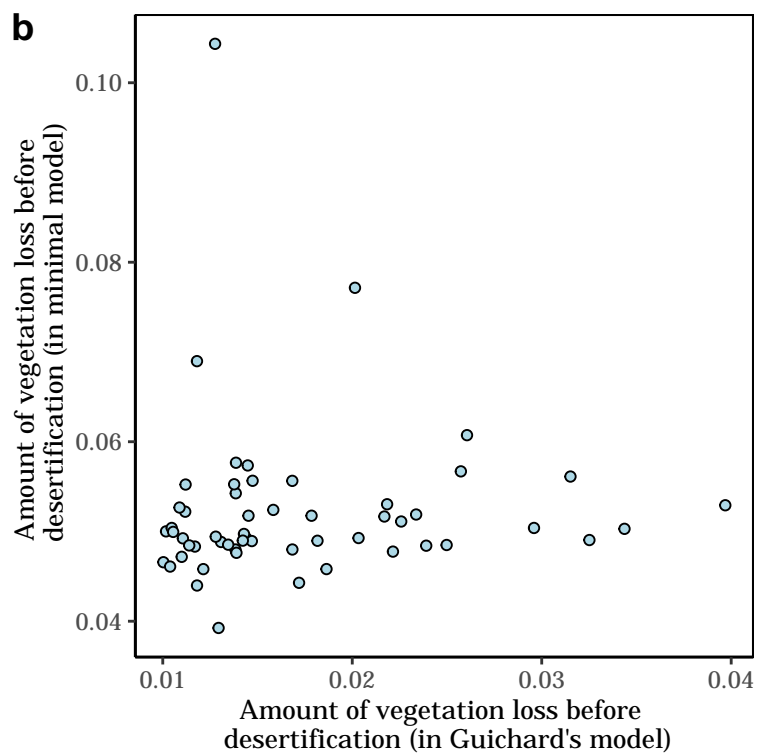 b
Amount of vegetation loss before
desertification (in minimal model)
0.10
0.08
0.06
0.04
0.01
0.02
0.03
0.04
Amount of vegetation loss before
desertification (in Guichard's model)